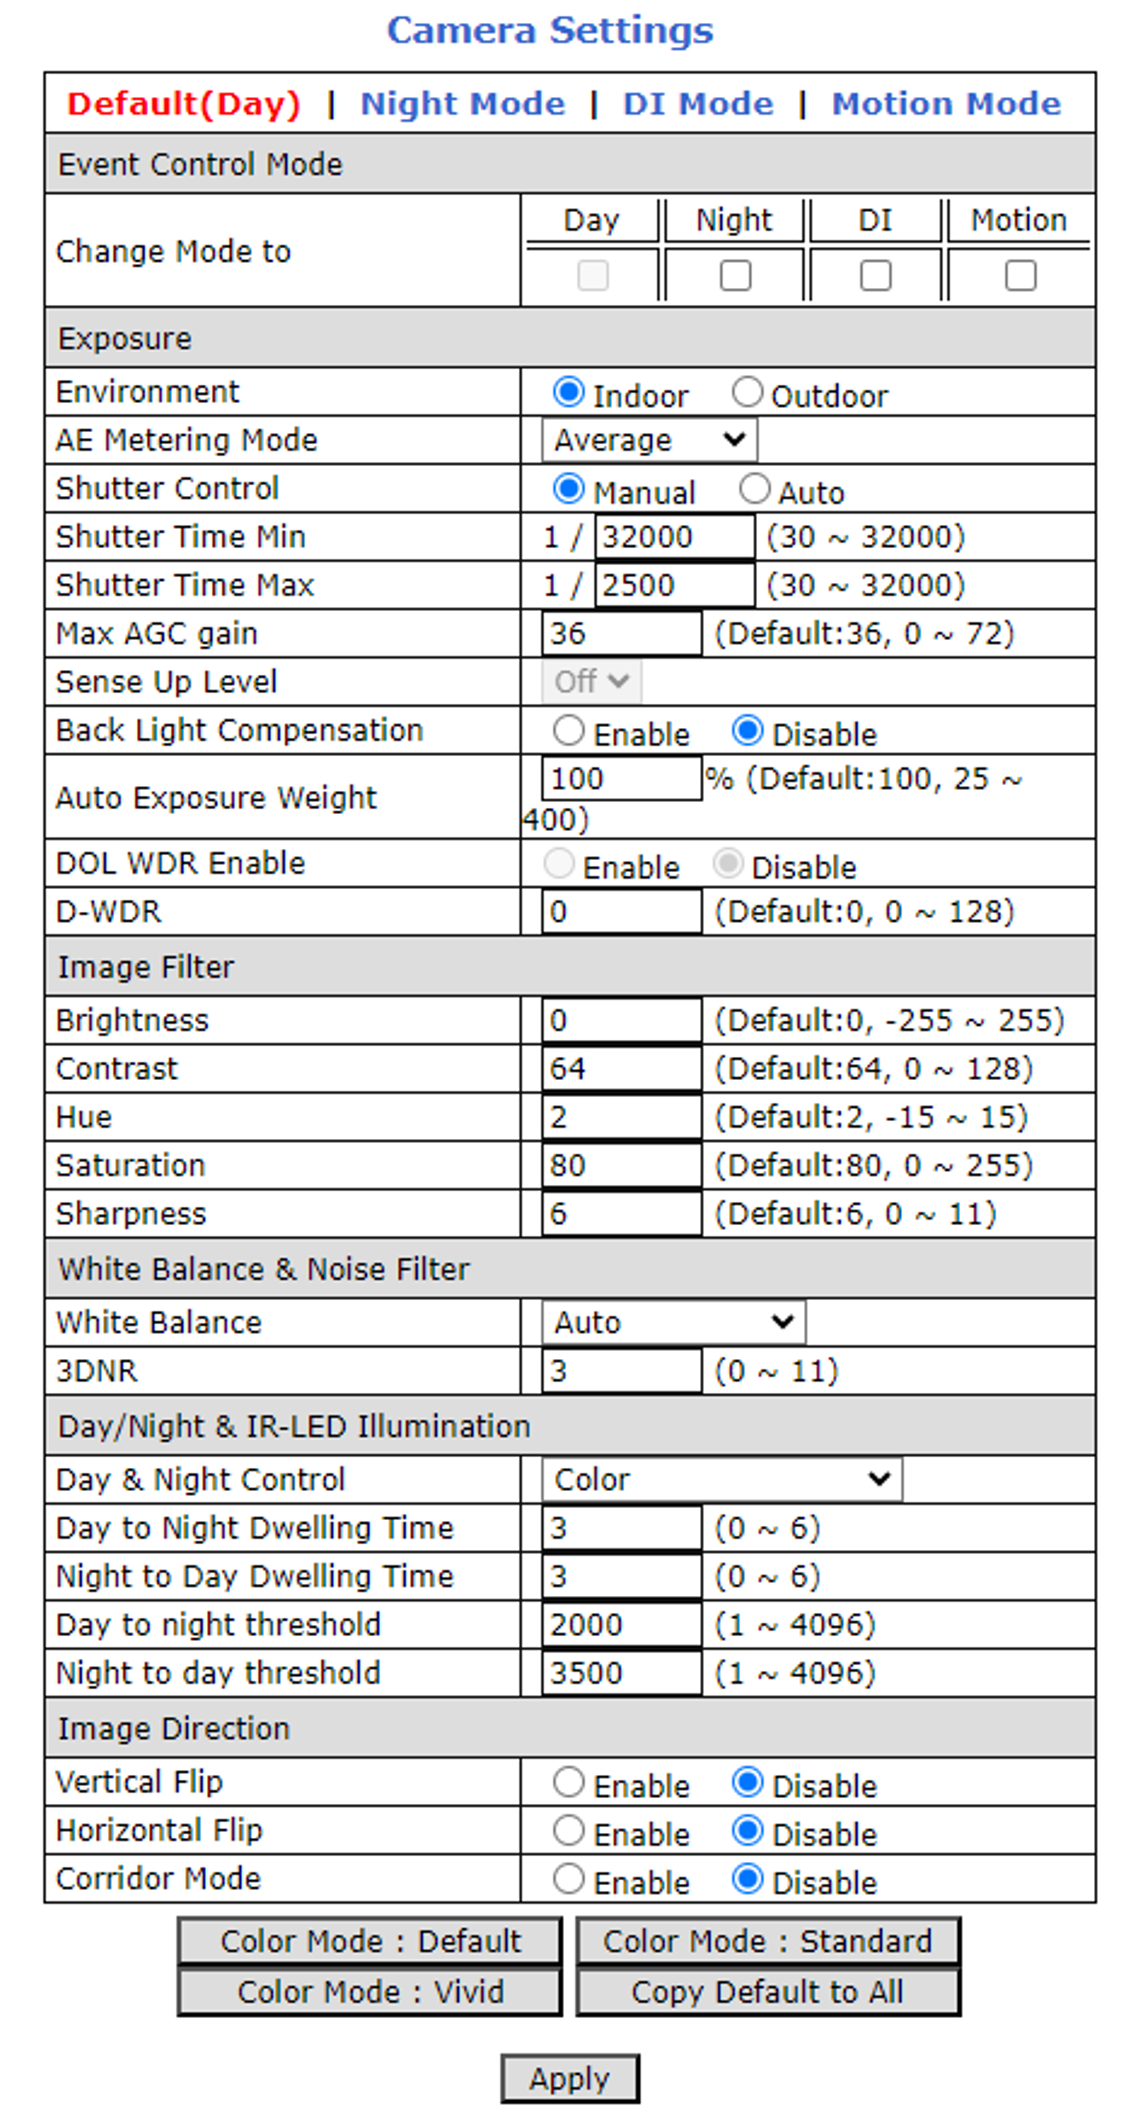 Camera Settings
Default(Day) | Night Mode | DI Mode | Motion Mode
Event Control Mode
Change Mode to
Day Night DI Motion
Exposure
Environment Indoor Outdoor
AE Metering Mode Average
Shutter Control Manual Auto
Shutter Time Min 1 / 32000 (30 ~ 32000)
Shutter Time Max 1 / 2500 (30 ~ 32000)
Max AGC gain 36 (Default:36, 0 ~ 72)
Sense Up Level Off
Back Light Compensation Enable Disable
Auto Exposure Weight 100 % (Default:100, 25 ~
400)
DOL WDR Enable Enable Disable
D-WDR 0 (Default:0, 0 ~ 128)
Image Filter
Brightness 0 (Default:0, -255 ~ 255)
Contrast 64 (Default:64, 0 ~ 128)
Hue 2 (Default:2, -15 ~ 15)
Saturation 80 (Default:80, 0 ~ 255)
Sharpness 6 (Default:6, 0 ~ 11)
White Balance & Noise Filter
White Balance Auto
3DNR 3 (0 ~ 11)
Day/Night & IR-LED Illumination
Day & Night Control Color
Day to Night Dwelling Time 3 (0 ~ 6)
Night to Day Dwelling Time 3 (0 ~ 6)
Day to night threshold 2000 (1 ~ 4096)
Night to day threshold 3500 (1 ~ 4096)
Image Direction
Vertical Flip Enable Disable
Horizontal Flip Enable Disable
Corridor Mode Enable Disable
Color Mode : Default Color Mode : Standard
Color Mode : Vivid Copy Default to All
Apply